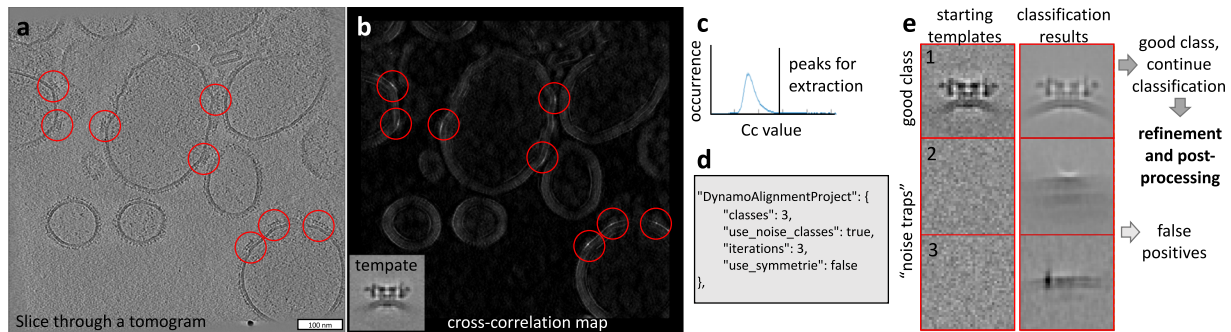 a
Slice through a tomogram
100 nm
b
tempate
cross-correlation map
c
occurrence
peaks for
extraction
Cc value
d
"DynamoAlignmentProject": {
"classes": 3,
"use_noise_classes": true,
"iterations": 3,
"use_symmetrie": false
},
e
starting
templates
classification
results
good class
1
"noise traps"
2
3
good class,
continue
classification
refinement
and post-
processing
false
positives